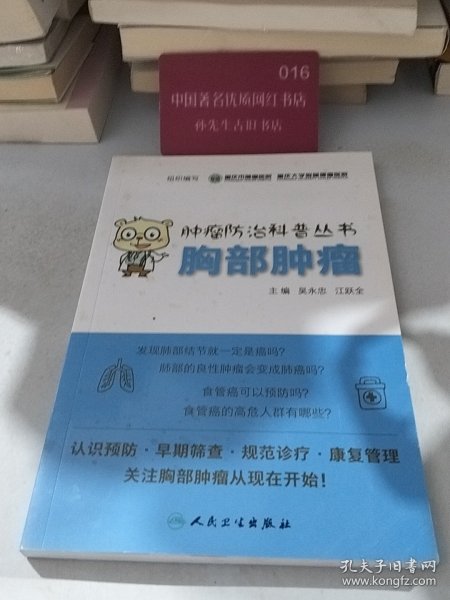 016
中国著名优质网红书店
孙先生古旧书店
组织编写 重庆市肿瘤医院 重庆大学附属肿瘤医院
肿瘤防治科普丛书
胸部肿瘤
主编 吴永忠 江跃全
发现肺部结节就一定是癌吗?
肺部的良性肿瘤会变成肺癌吗?
食管癌可以预防吗?
食管癌的高危人群有哪些?
认识预防·早期筛查·规范诊疗·康复管理
关注胸部肿瘤从现在开始!
人民卫生出版社
孔夫子旧书网
www.kongfz.com